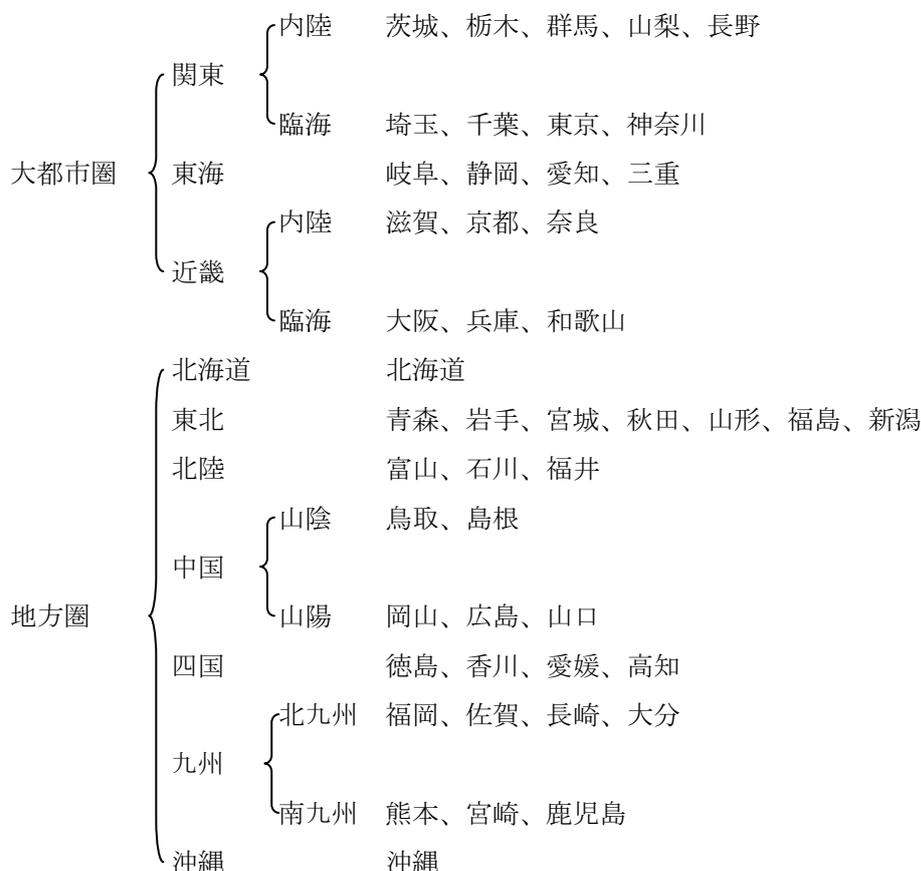 内陸 茨城、栃木、群馬、山梨、長野
関東
臨海 埼玉、千葉、東京、神奈川
大都市圏 東海 岐阜、静岡、愛知、三重
内陸 滋賀、京都、奈良
近畿
臨海 大阪、兵庫、和歌山
北海道 北海道
東北 青森、岩手、宮城、秋田、山形、福島、新潟
北陸 富山、石川、福井
山陰 鳥取、島根
中国
地方圏 山陽 岡山、広島、山口
四国 徳島、香川、愛媛、高知
北九州 福岡、佐賀、長崎、大分
九州
南九州 熊本、宮崎、鹿児島
沖縄 沖縄